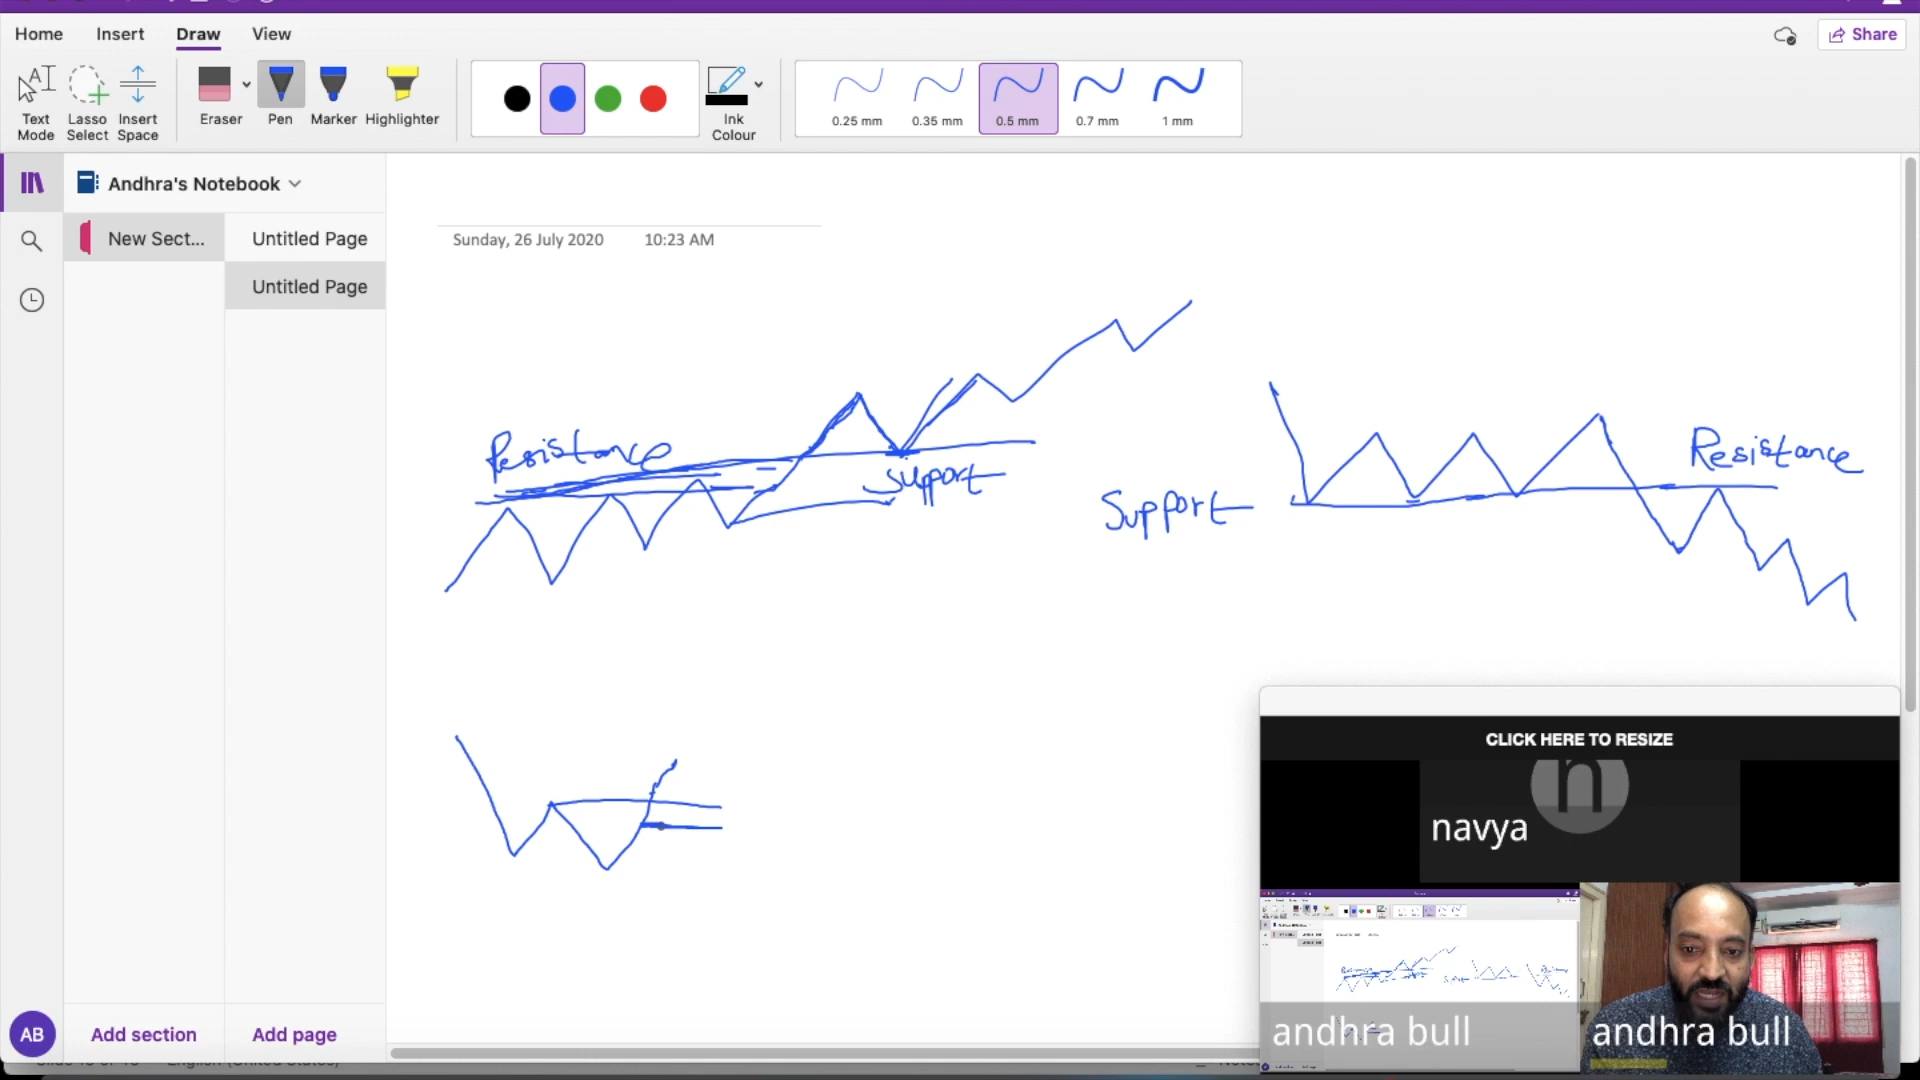 Home Insert Draw View
Share
Text Mode
Lasso Select
Insert Space
Eraser
Pen
Marker
Highlighter
Ink Colour
0.25 mm
0.35 mm
0.5 mm
0.7 mm
1 mm
Andhra's Notebook
New Sect...
Untitled Page
Untitled Page
Sunday, 26 July 2020 10:23 AM
Resistance
Support
Support
Resistance
CLICK HERE TO RESIZE
n
navya
andhra bull
andhra bull
AB
Add section
Add page